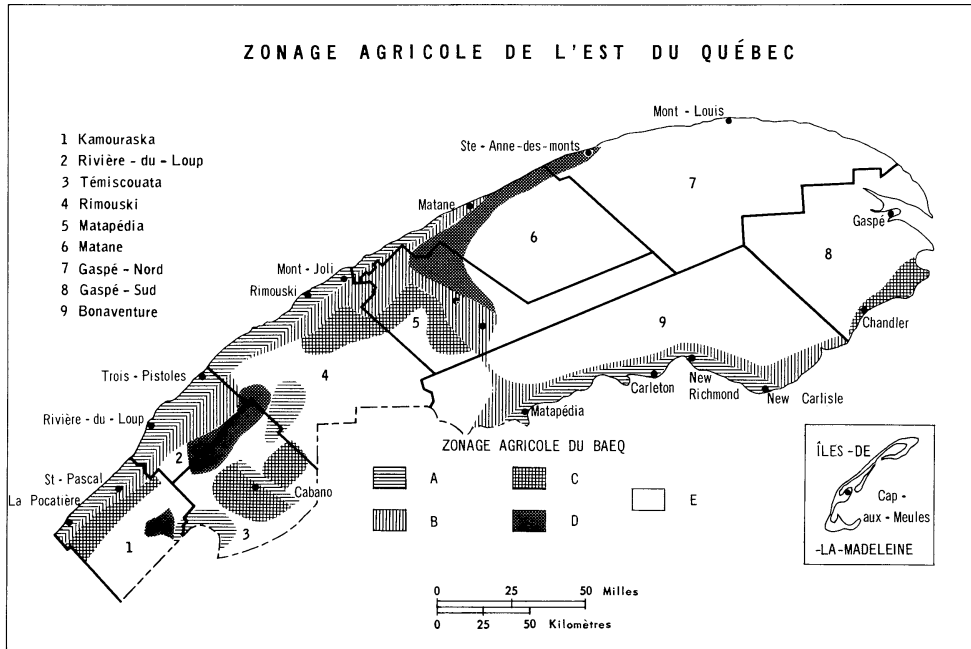 ZONAGE AGRICOLE DE L'EST DU QUÉBEC
1 Kamouraska
2 Rivière-du-Loup
3 Témiscouata
4 Rimouski
5 Matapédia
6 Matane
7 Gaspé-Nord
8 Gaspé-Sud
9 Bonaventure
Mont-Louis
Ste-Anne-des-monts
7
Matane
Gaspé
6
8
Mont-Joli
Rimouski
5
9
Chandler
Trois-Pistoles
4
Carleton
New
Richmond
New Carlisle
Matapédia
Rivière-du-Loup
2
St-Pascal
La Pocatière
Cabano
1
3
ZONAGE AGRICOLE DU BAEQ
A
C
E
B
D
ÎLES-DE
Cap-
aux-Meules
-LA-MADELEINE
0 25 50 Milles
0 25 50 Kilomètres